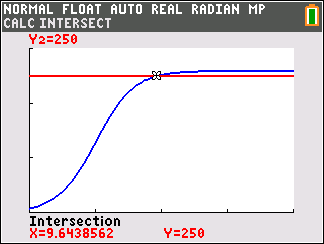 NORMAL FLOAT AUTO REAL RADIAN MP
CALC INTERSECT
Y₂=250
Intersection
X=9.6438562 Y=250